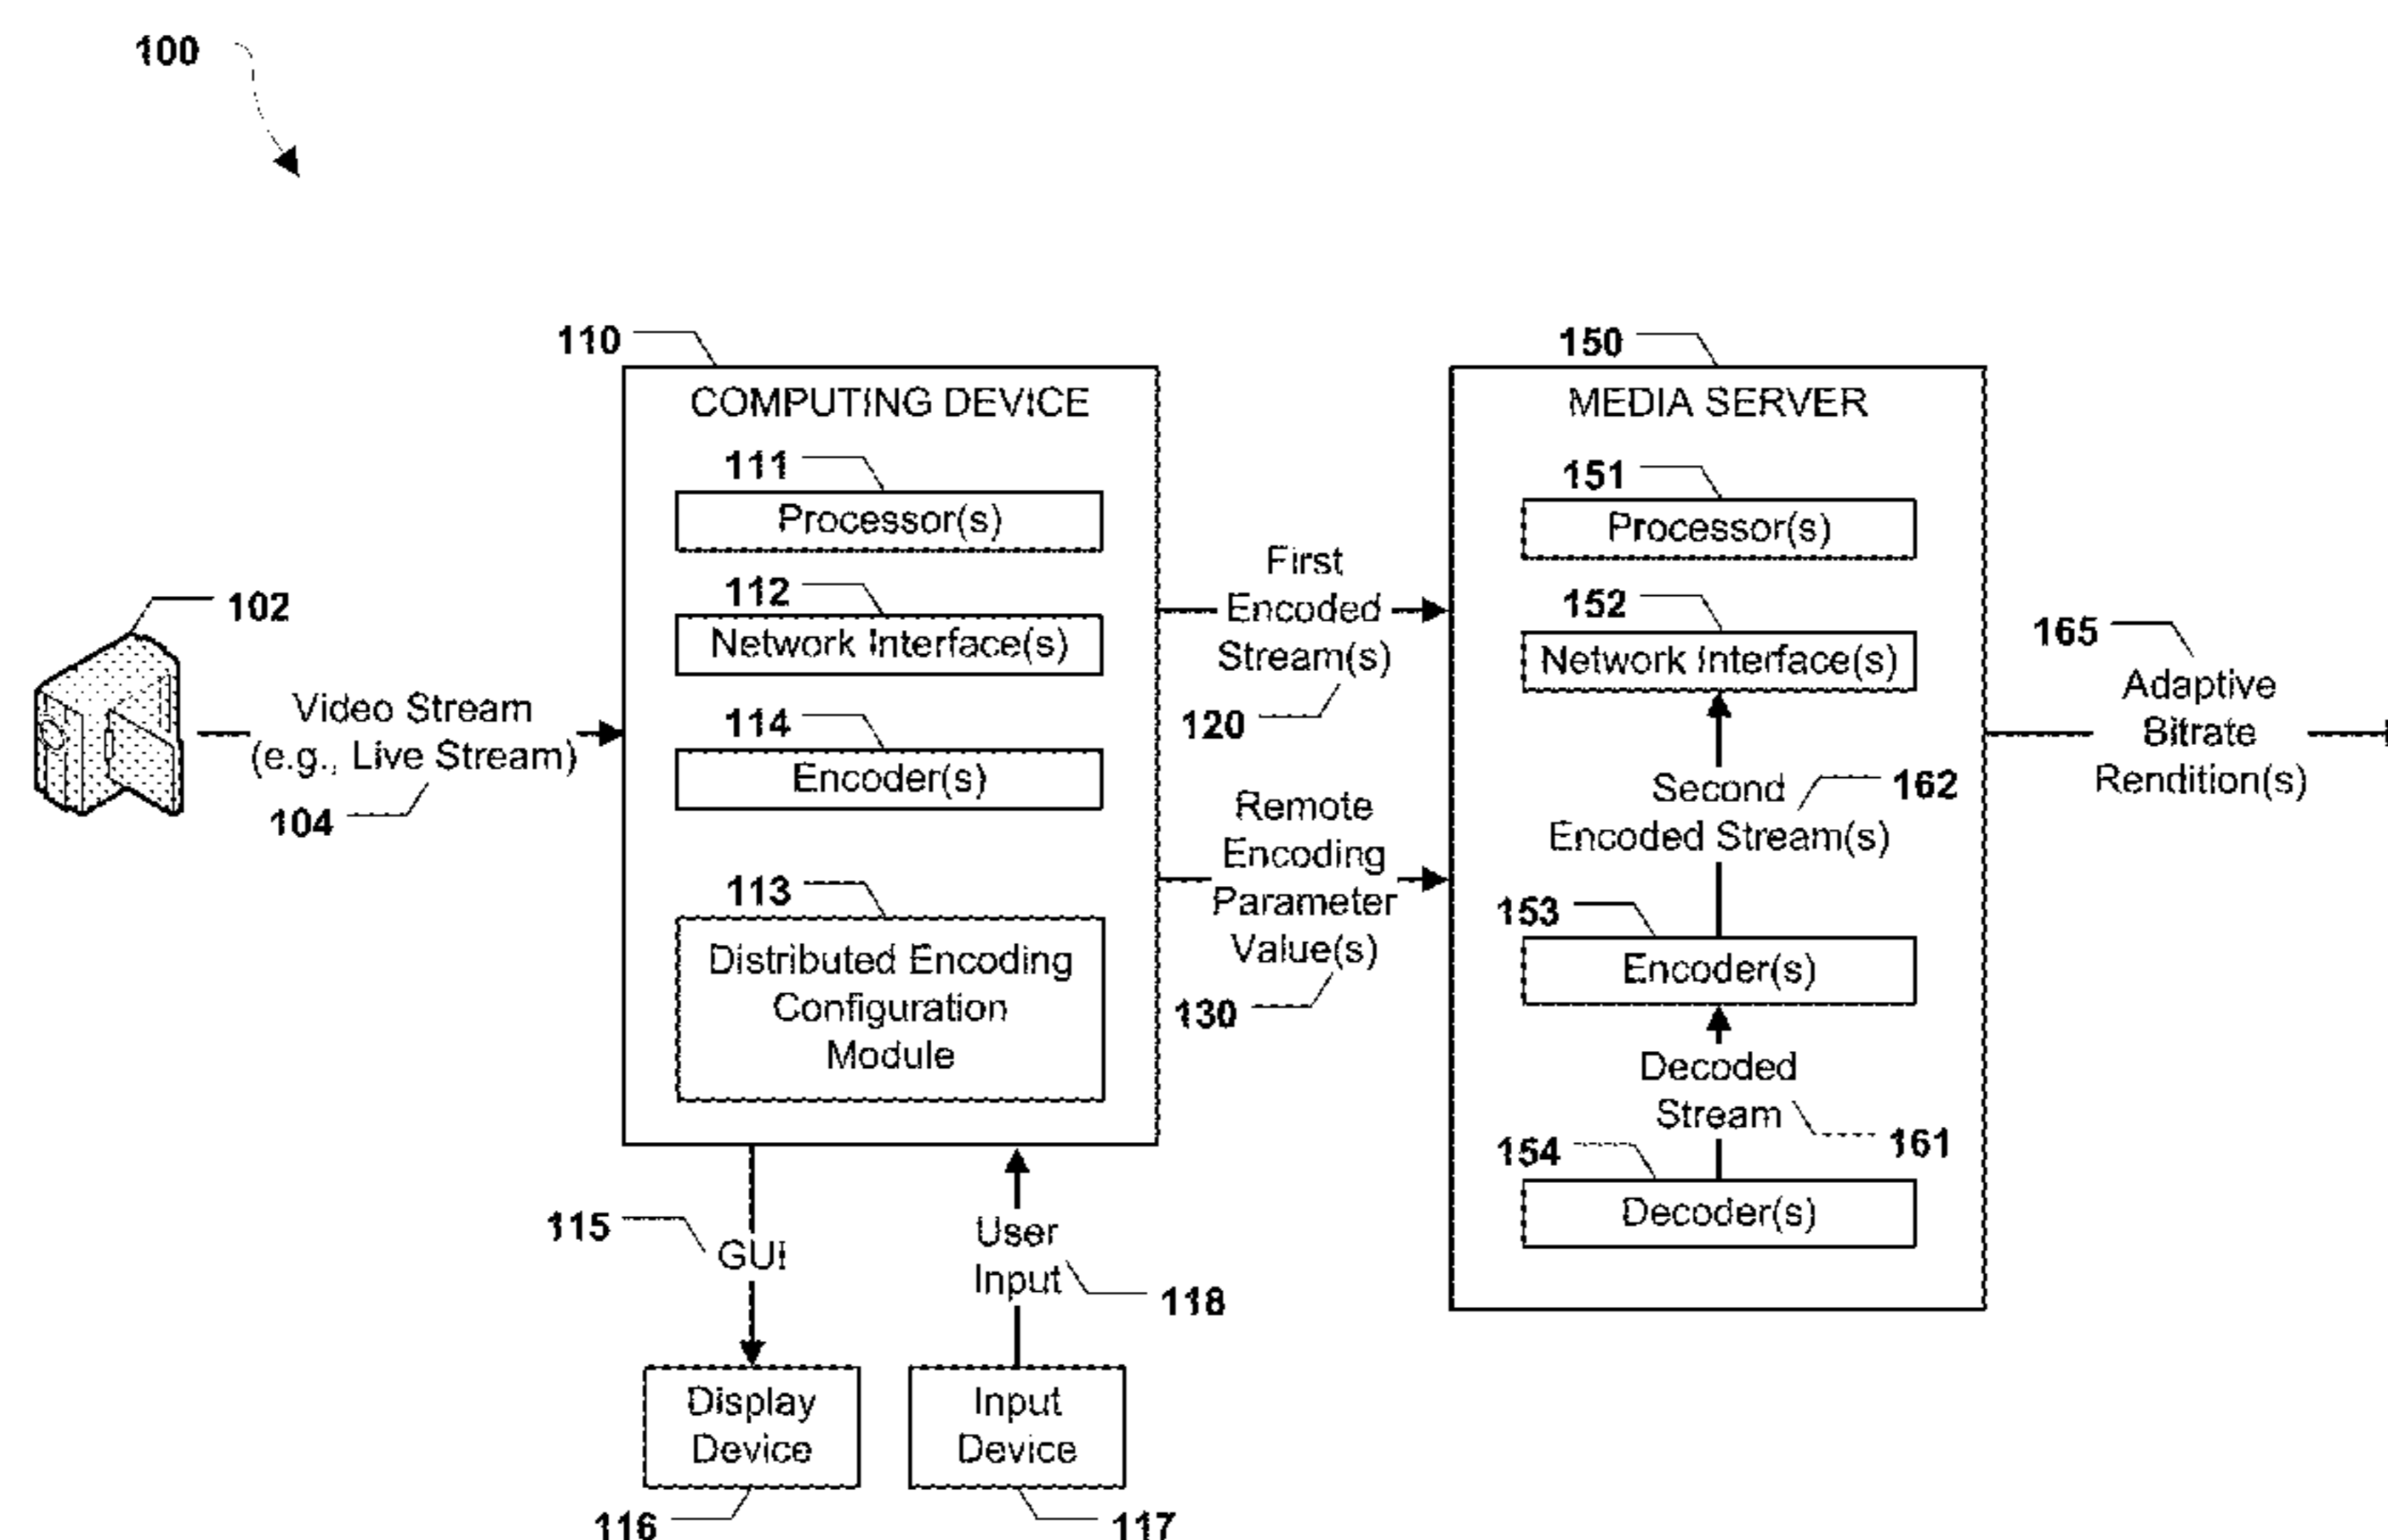 100
110
COMPUTING DEVICE
111
Processor(s)
112
Network Interface(s)
114
Encoder(s)
113
Distributed Encoding
Configuration
Module
102
Video Stream
(e.g., Live Stream)
104
First
Encoded
Stream(s)
120
Remote
Encoding
Parameter
Value(s)
130
150
MEDIA SERVER
151
Processor(s)
152
Network Interface(s)
Second
Encoded Stream(s)
162
153
Encoder(s)
Decoded
Stream
161
154
Decoder(s)
165
Adaptive
Bitrate
Rendition(s)
115
GUI
User
Input
118
Display
Device
116
Input
Device
117